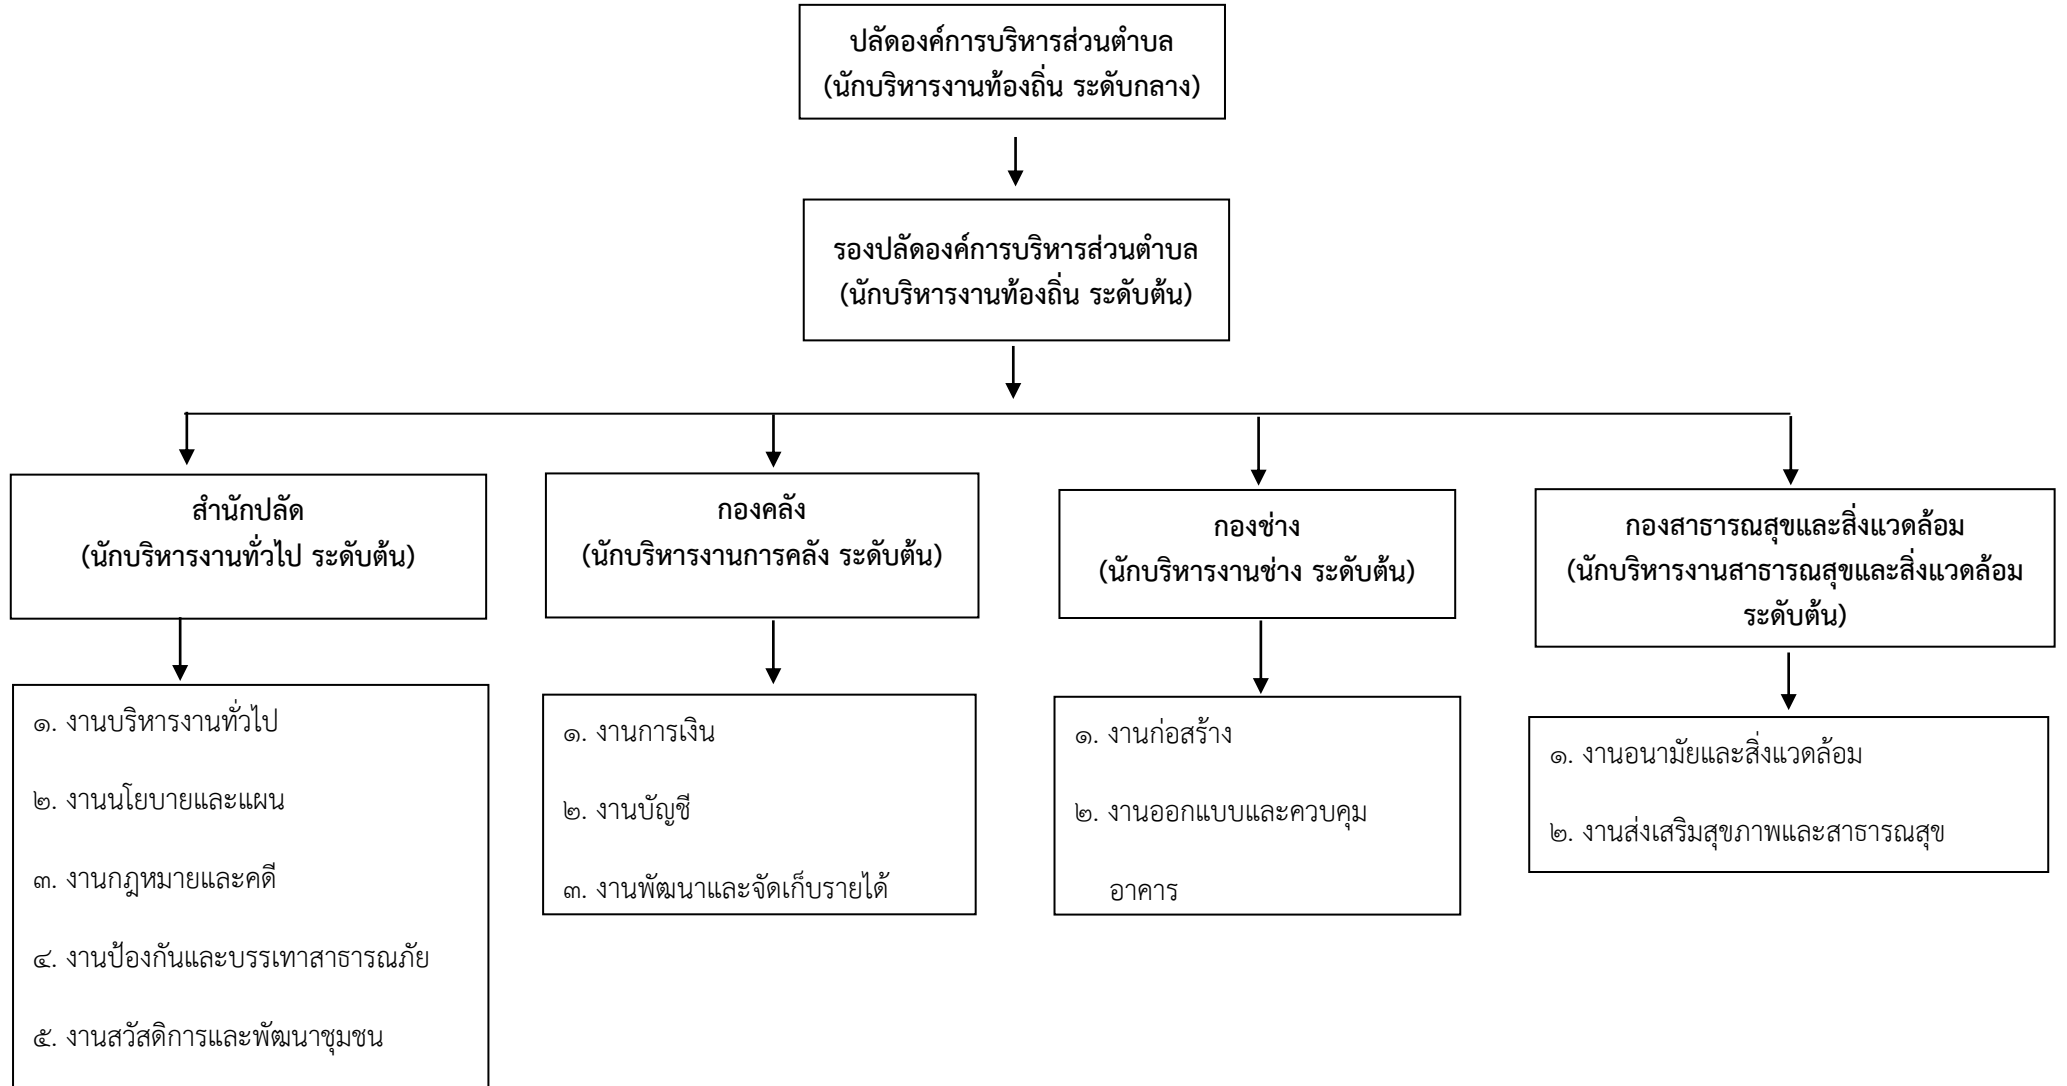 ปลัดองค์การบริหารส่วนตำบล
(นักบริหารงานท้องถิ่น ระดับกลาง)
รองปลัดองค์การบริหารส่วนตำบล
(นักบริหารงานท้องถิ่น ระดับต้น)
สำนักปลัด
(นักบริหารงานทั่วไป ระดับต้น)
กองคลัง
(นักบริหารงานการคลัง ระดับต้น)
กองช่าง
(นักบริหารงานช่าง ระดับต้น)
กองสาธารณสุขและสิ่งแวดล้อม
(นักบริหารงานสาธารณสุขและสิ่งแวดล้อม
ระดับต้น)
๑. งานบริหารงานทั่วไป
๒. งานนโยบายและแผน
๓. งานกฎหมายและคดี
๔. งานป้องกันและบรรเทาสาธารณภัย
๕. งานสวัสดิการและพัฒนาชุมชน
๑. งานการเงิน
๒. งานบัญชี
๓. งานพัฒนาและจัดเก็บรายได้
๑. งานก่อสร้าง
๒. งานออกแบบและควบคุม
อาคาร
๑. งานอนามัยและสิ่งแวดล้อม
๒. งานส่งเสริมสุขภาพและสาธารณสุข